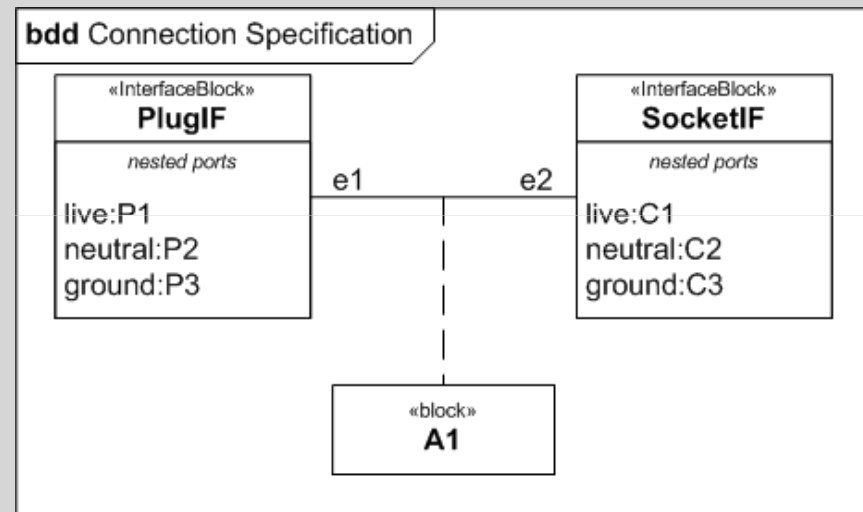 bdd Connection Specification
«InterfaceBlock»
PlugIF
nested ports
live:P1
neutral:P2
ground:P3
e1
e2
«InterfaceBlock»
SocketIF
nested ports
live:C1
neutral:C2
ground:C3
«block»
A1